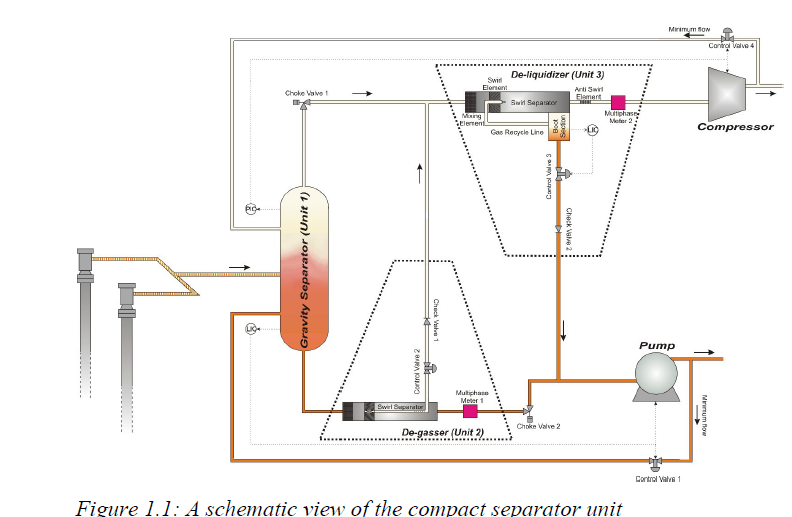 Minimum flow
Control Valve 4
De-liquidizer (Unit 3)
Swirl
Element
Anti Swirl
Element
Choke Valve 1
Swirl Separator
Mixing
Element
Multiphase
Meter 2
Compressor
Gas Recycle Line
Boot
Section
LIC
Control Valve 3
PIC
Gravity Separator (Unit 1)
Check Valve 2
LIC
Check Valve 1
Control Valve 2
Pump
Multiphase
Meter 1
Swirl Separator
De-gasser (Unit 2)
Choke Valve 2
Minimum flow
Control Valve 1
Figure 1.1: A schematic view of the compact separator unit